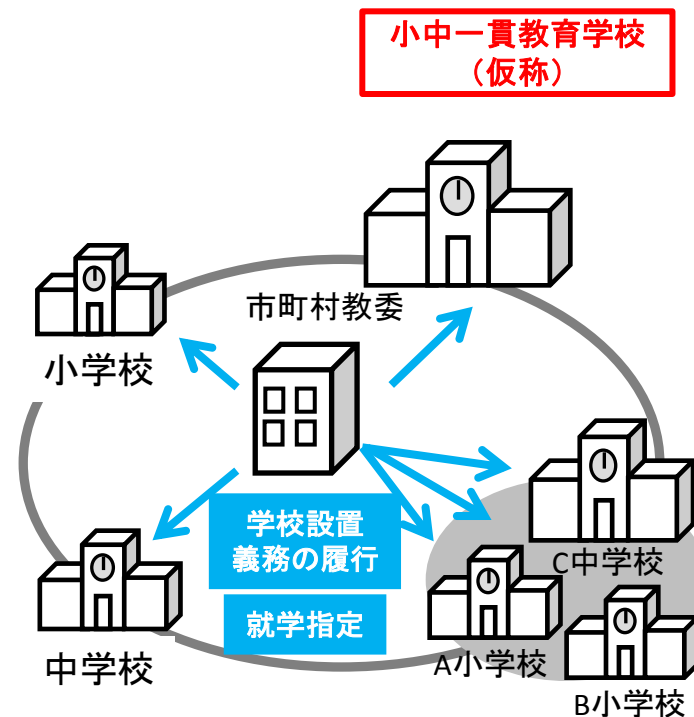 小中一貫教育学校
（仮称）
市町村教委
小学校
学校設置
義務の履行
就学指定
C中学校
中学校
A小学校
B小学校